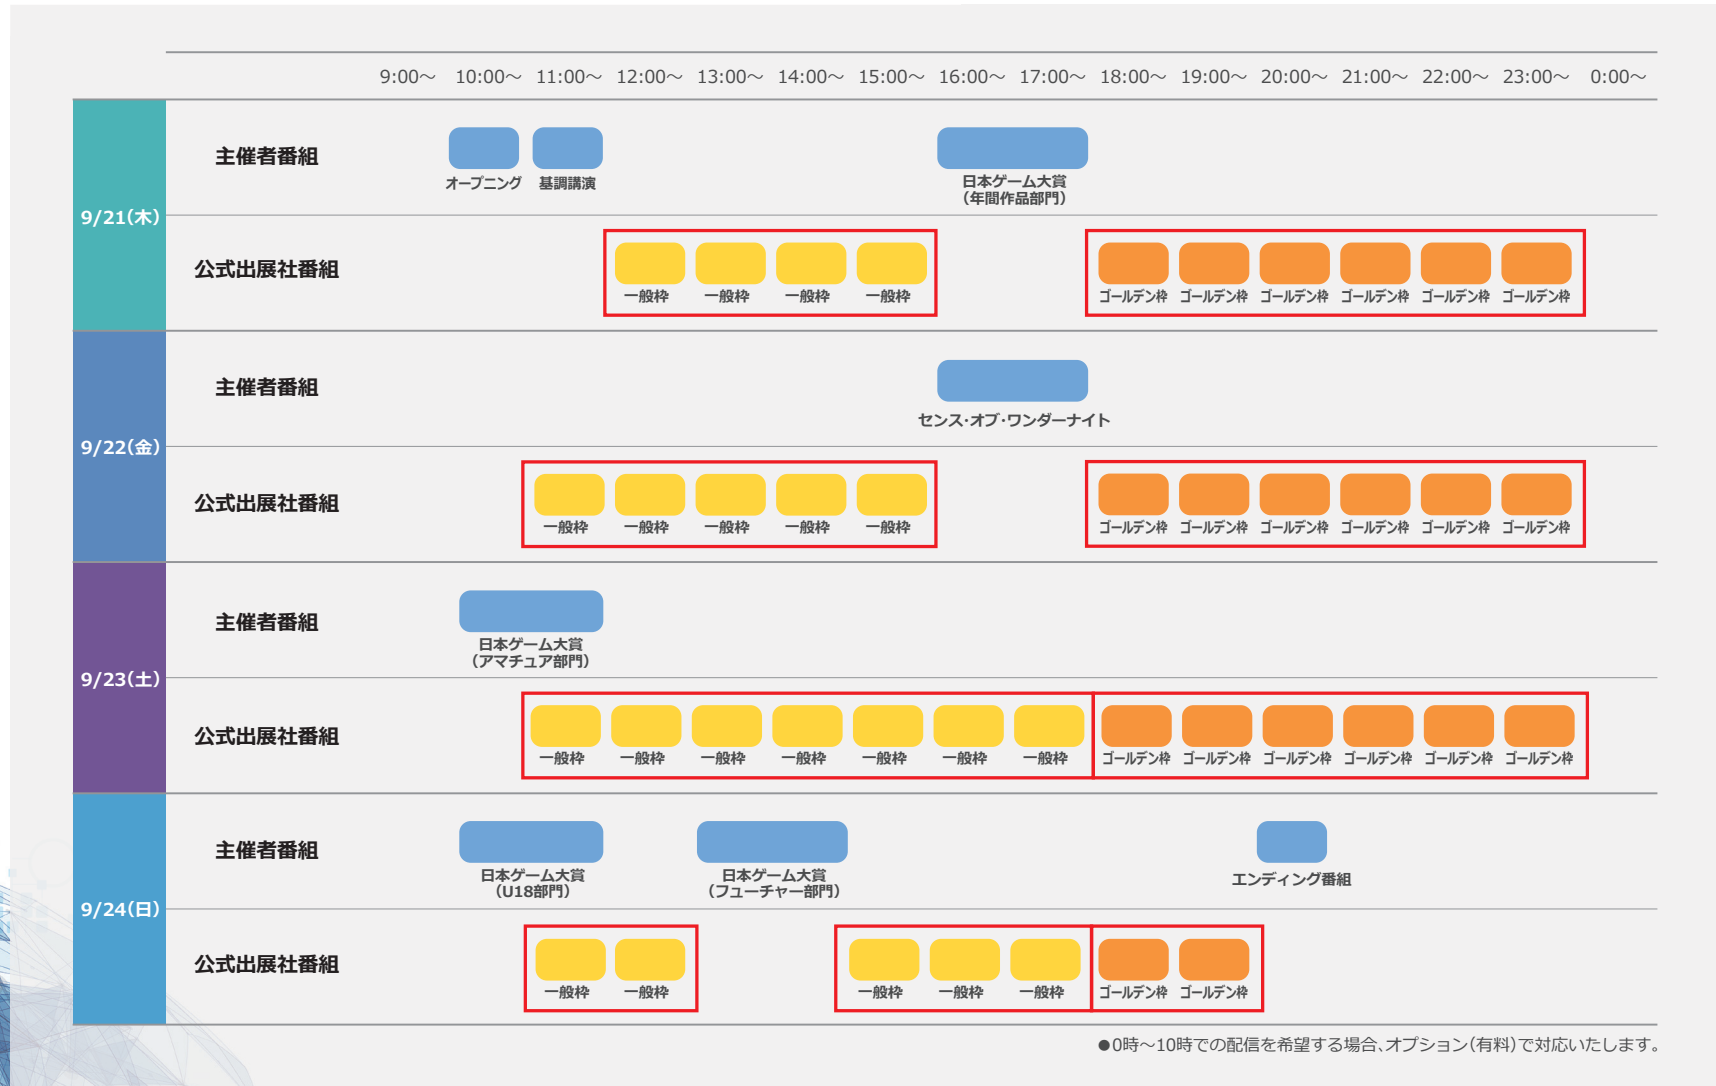 9:00～ 10:00～ 11:00～ 12:00～ 13:00～ 14:00～ 15:00～ 16:00～ 17:00～ 18:00～ 19:00～ 20:00～ 21:00～ 22:00～ 23:00～ 0:00～
9/21(木)
主催者番組
オープニング 基調講演 日本ゲーム大賞
(年間作品部門)
公式出展社番組
一般枠 一般枠 一般枠 一般枠 ゴールデン枠 ゴールデン枠 ゴールデン枠 ゴールデン枠 ゴールデン枠 ゴールデン枠
9/22(金)
主催者番組
センス・オブ・ワンダーナイト
公式出展社番組
一般枠 一般枠 一般枠 一般枠 一般枠 ゴールデン枠 ゴールデン枠 ゴールデン枠 ゴールデン枠 ゴールデン枠 ゴールデン枠
9/23(土)
主催者番組
日本ゲーム大賞
(アマチュア部門)
公式出展社番組
一般枠 一般枠 一般枠 一般枠 一般枠 一般枠 一般枠 ゴールデン枠 ゴールデン枠 ゴールデン枠 ゴールデン枠 ゴールデン枠 ゴールデン枠
9/24(日)
主催者番組
日本ゲーム大賞 日本ゲーム大賞 エンディング番組
(U18部門) (フューチャー部門)
公式出展社番組
一般枠 一般枠 一般枠 一般枠 一般枠 ゴールデン枠 ゴールデン枠
●0時～10時での配信を希望する場合、オプション(有料)で対応いたします。